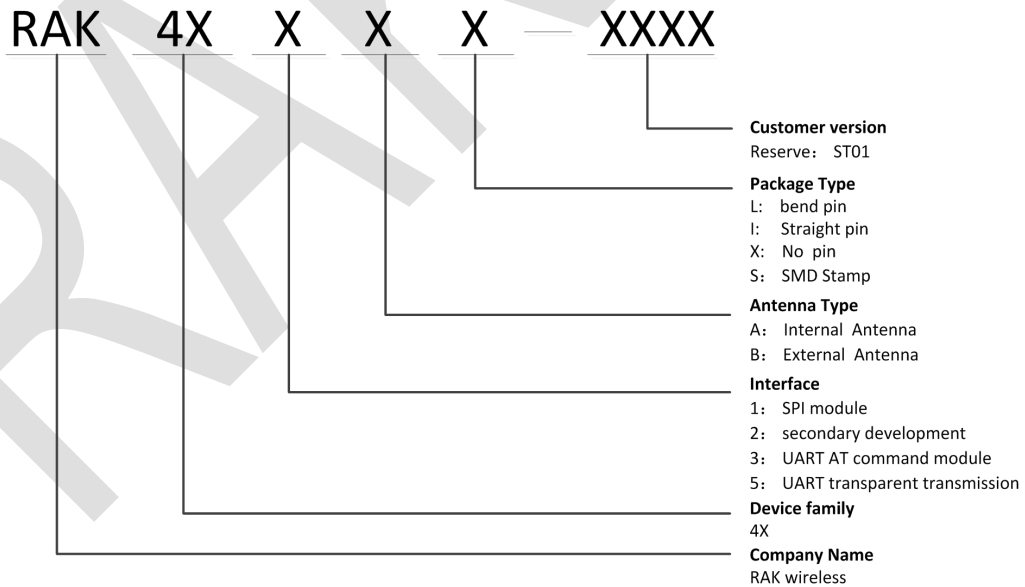 RAK 4X X X X — XXXX
Customer version
Reserve： ST01
Package Type
L: bend pin
I: Straight pin
X: No pin
S: SMD Stamp
Antenna Type
A： Internal Antenna
B： External Antenna
Interface
1： SPI module
2： secondary development
3： UART AT command module
5： UART transparent transmission
Device family
4X
Company Name
RAK wireless